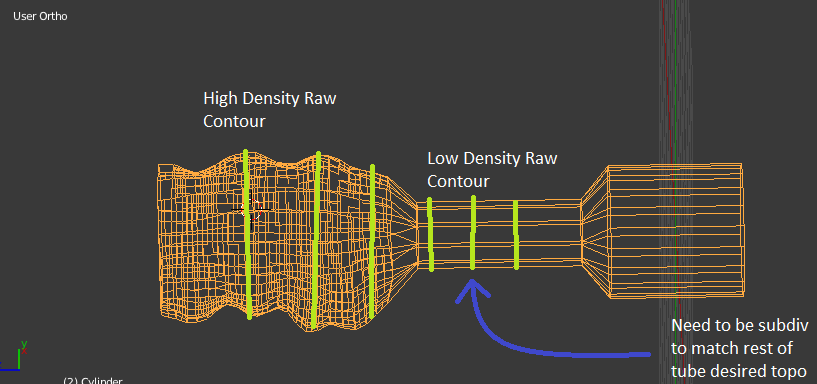 User Ortho
High Density Raw
Contour
Low Density Raw
Contour
Need to be subdiv
to match rest of
tube desired topo
y
(2) Cylinder